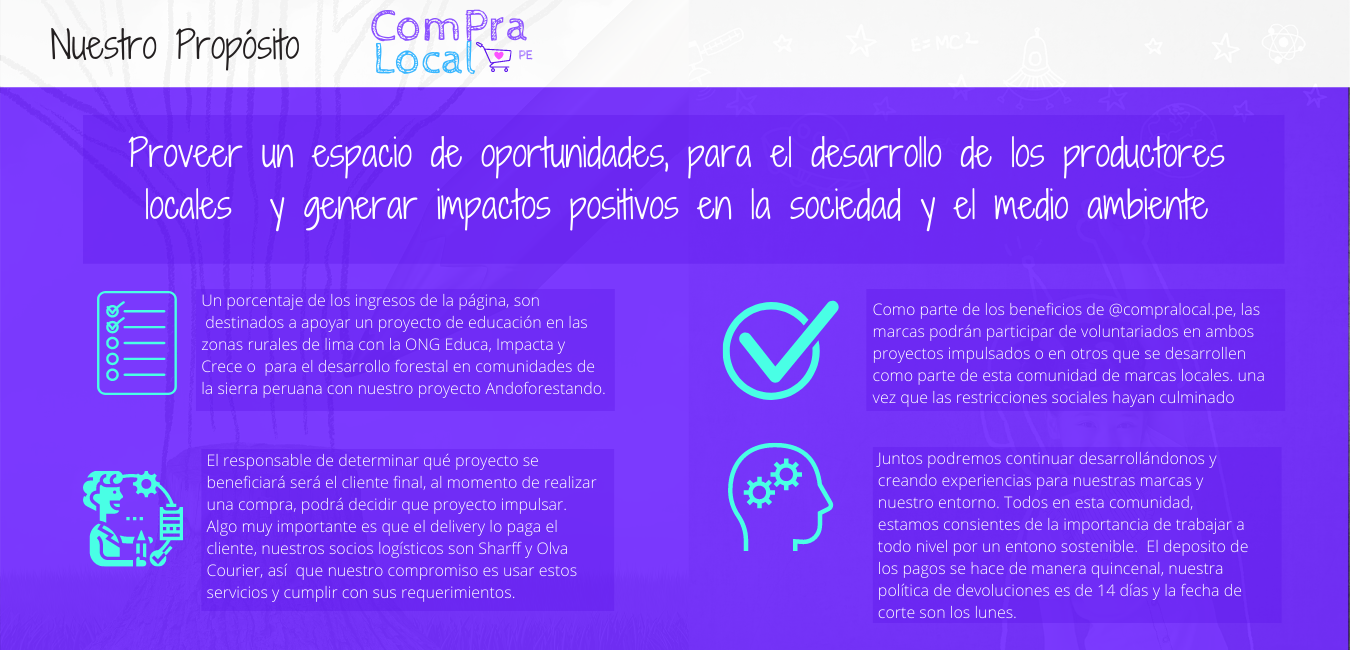 Nuestro Propósito
ComPra
Local PE
E=MC2
Proveer un espacio de oportunidades, para el desarrollo de los productores
locales y generar impactos positivos en la sociedad y el medio ambiente
Un porcentaje de los ingresos de la página, son
destinados a apoyar un proyecto de educación en las
zonas rurales de lima con la ONG Educa, Impacta y
Crece o para el desarrollo forestal en comunidades de
la sierra peruana con nuestro proyecto Andoforestando.
El responsable de determinar qué proyecto se
beneficiará será el cliente final, al momento de realizar
una compra, podrá decidir que proyecto impulsar.
Algo muy importante es que el delivery lo paga el
cliente, nuestros socios logísticos son Sharff y Olva
Courier, así que nuestro compromiso es usar estos
servicios y cumplir con sus requerimientos.
Como parte de los beneficios de @compralocal.pe, las
marcas podrán participar de voluntariados en ambos
proyectos impulsados o en otros que se desarrollen
como parte de esta comunidad de marcas locales. una
vez que las restricciones sociales hayan culminado
Juntos podremos continuar desarrollándonos y
creando experiencias para nuestras marcas y
nuestro entorno. Todos en esta comunidad,
estamos consientes de la importancia de trabajar a
todo nivel por un entono sostenible. El deposito de
los pagos se hace de manera quincenal, nuestra
política de devoluciones es de 14 días y la fecha de
corte son los lunes.